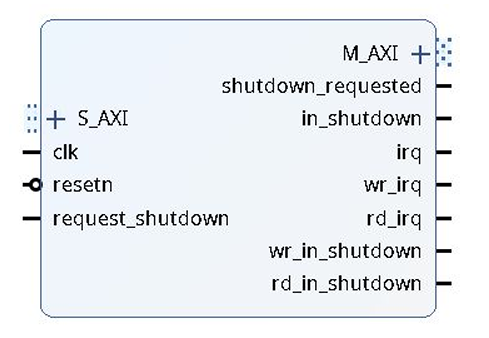 M_AXI
shutdown_requested
S_AXI
in_shutdown
clk
irq
resetn
wr_irq
request_shutdown
rd_irq
wr_in_shutdown
rd_in_shutdown